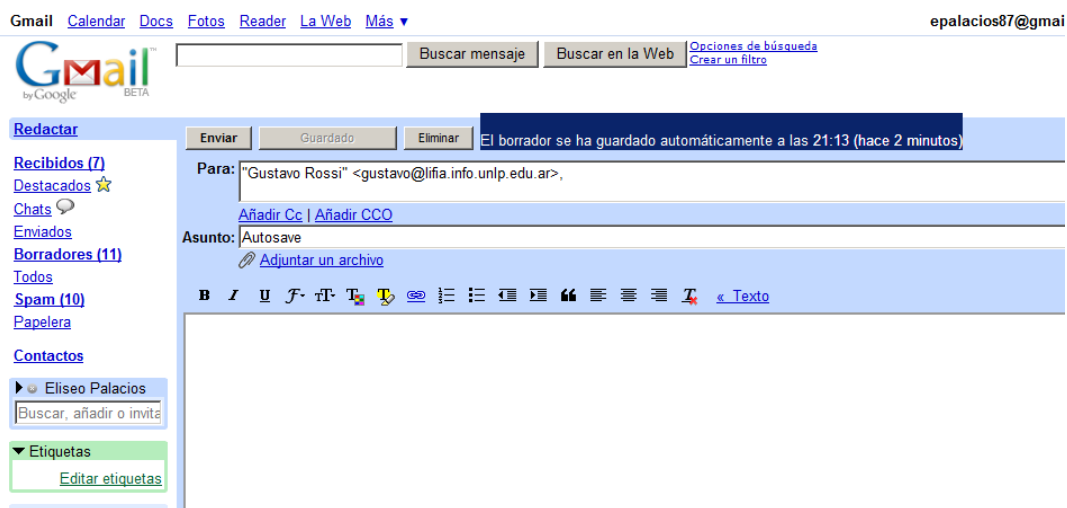 Gmail Calendar Docs Fotos Reader La Web Más ▼ epalacios87@gmai
Gmail™ by Google BETA
Buscar mensaje Buscar en la Web Opciones de búsqueda
Crear un filtro
Redactar
Enviar Guardado Eliminar El borrador se ha guardado automáticamente a las 21:13 (hace 2 minutos)
Recibidos (7)
Destacados
Chats
Enviados
Borradores (11)
Todos
Spam (10)
Papelera
Contactos
Para: "Gustavo Rossi" <gustavo@lifia.info.unlp.edu.ar>,
Añadir Cc | Añadir CCO
Asunto: Autosave
Adjuntar un archivo
B I U F T T T T « Texto
Eliseo Palacios
Buscar, añadir o invita
Etiquetas
Editar etiquetas